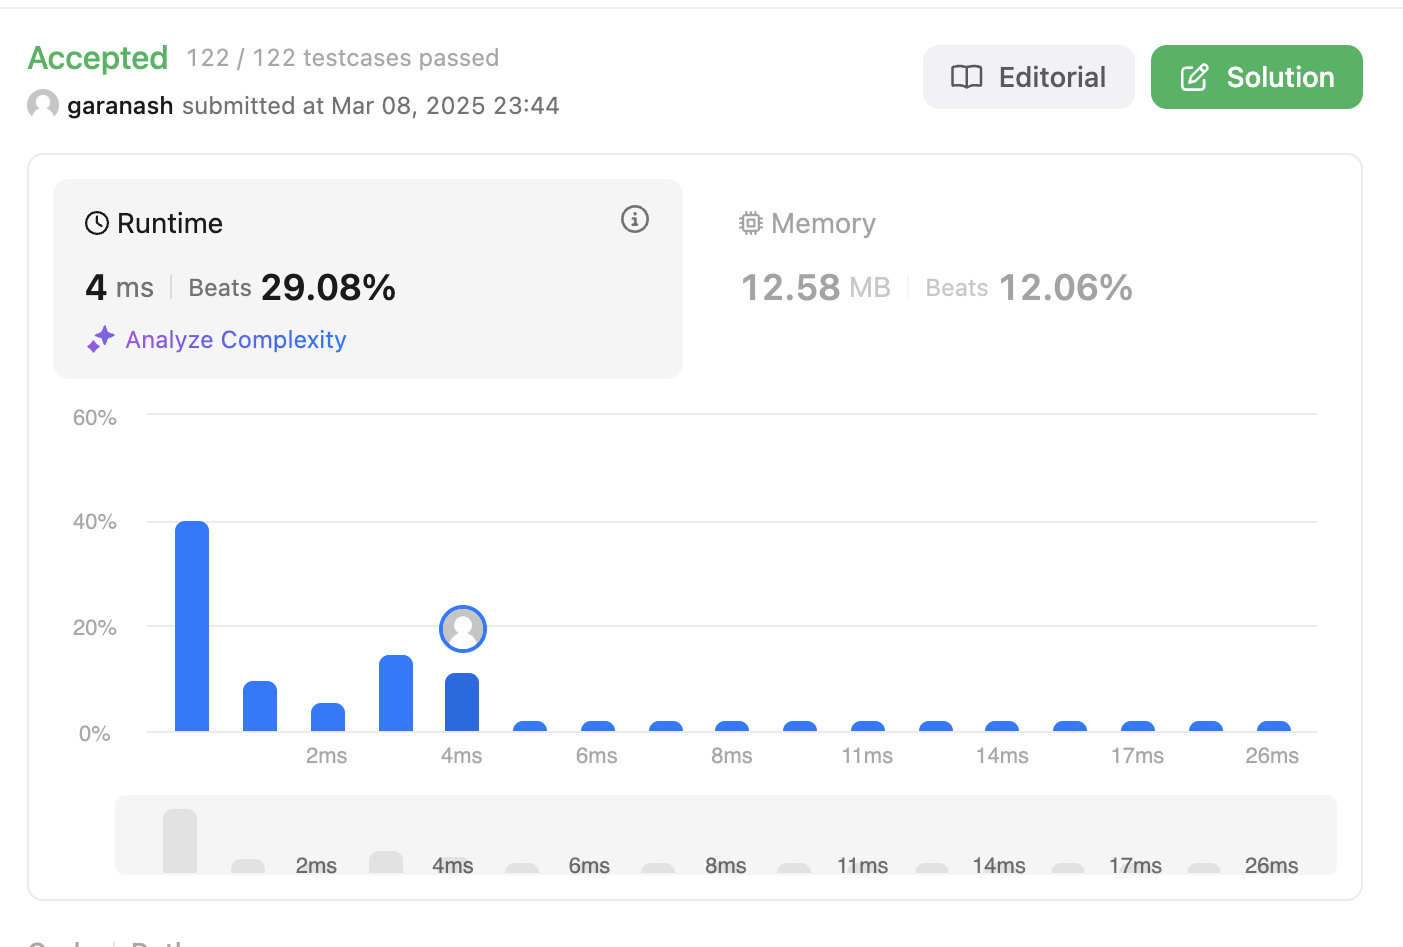 Accepted 122 / 122 testcases passed
garanash submitted at Mar 08, 2025 23:44
Editorial
Solution
Runtime
4 ms Beats 29.08%
Analyze Complexity
Memory
12.58 MB Beats 12.06%
60%
40%
20%
0%
2ms 4ms 6ms 8ms 11ms 14ms 17ms 26ms
2ms 4ms 6ms 8ms 11ms 14ms 17ms 26ms